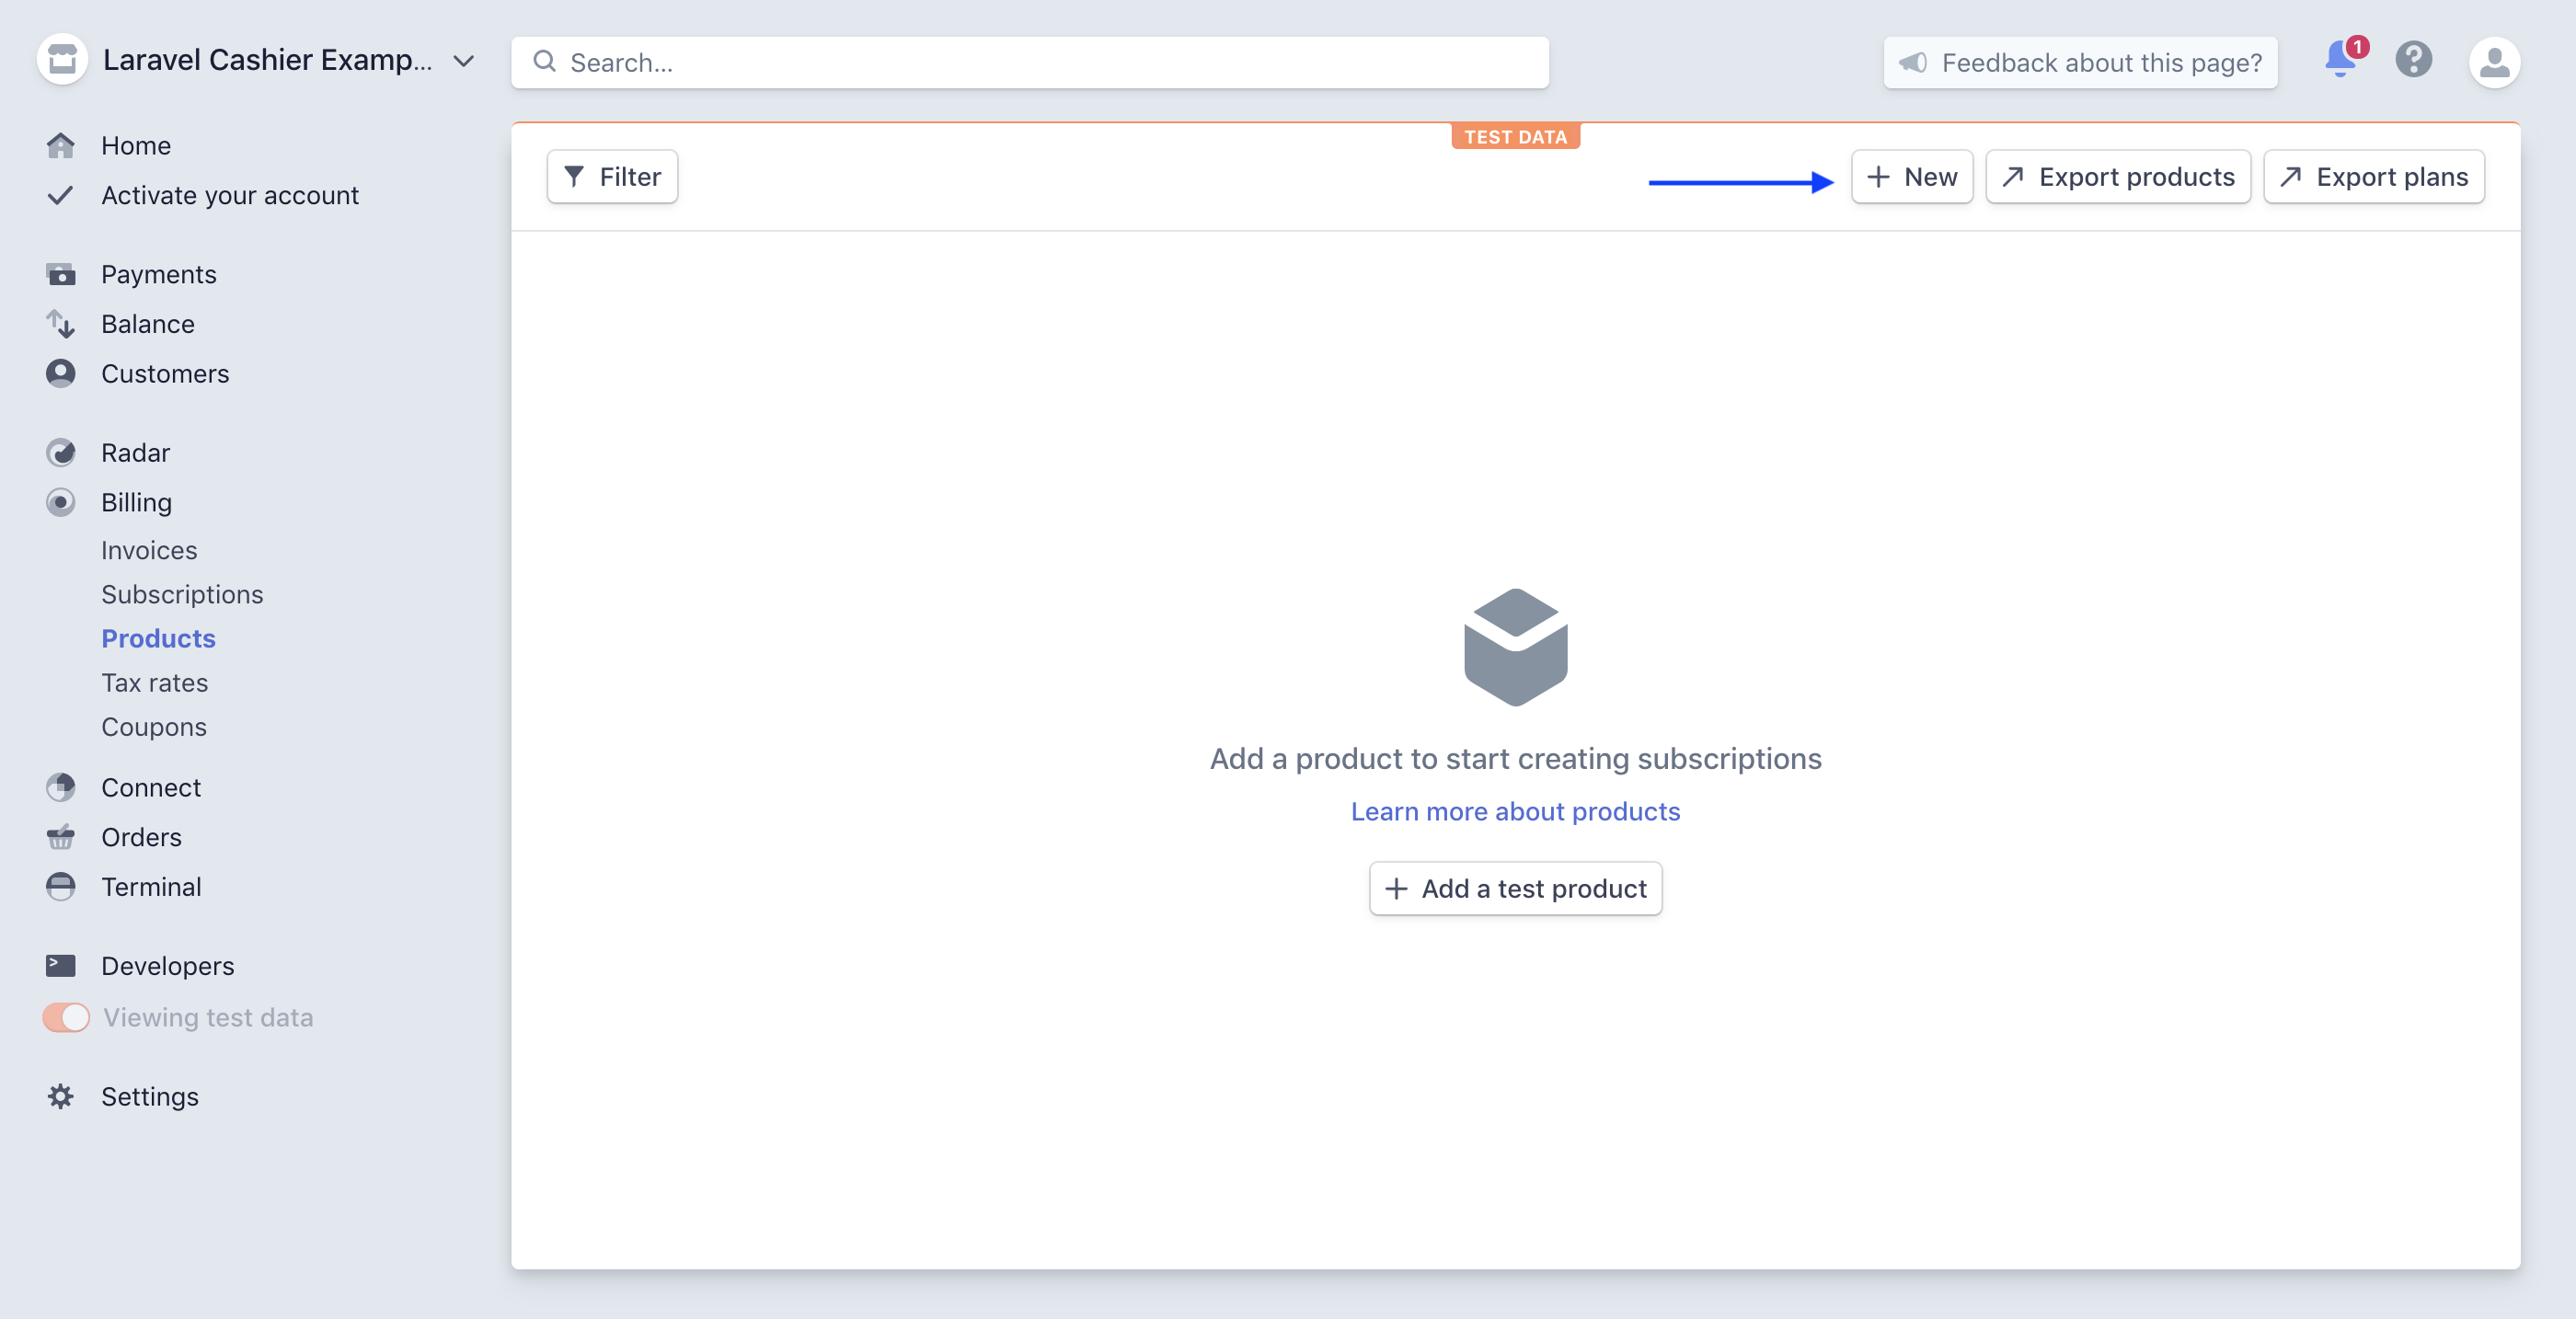 Laravel Cashier Examp...
Search...
Feedback about this page?
1
Home
Activate your account
Payments
Balance
Customers
Radar
Billing
Invoices
Subscriptions
Products
Tax rates
Coupons
Connect
Orders
Terminal
Developers
Viewing test data
Settings
TEST DATA
Filter
New
Export products
Export plans
Add a product to start creating subscriptions
Learn more about products
Add a test product